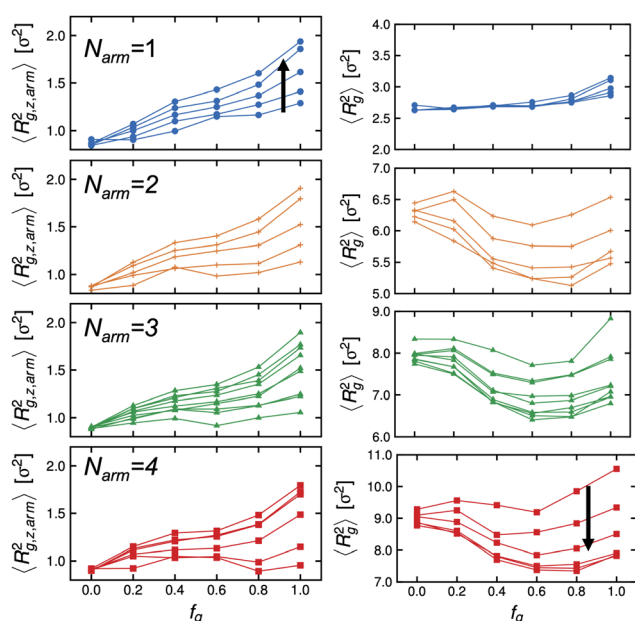 N_arm=1
⟨R²_g,z,arm⟩ [σ²]
2.0
1.5
1.0
⟨R²_g⟩ [σ²]
4.0
3.5
3.0
2.5
2.0
N_arm=2
⟨R²_g,z,arm⟩ [σ²]
2.0
1.5
1.0
⟨R²_g⟩ [σ²]
6.5
6.0
5.5
5.0
N_arm=3
⟨R²_g,z,arm⟩ [σ²]
2.0
1.5
1.0
⟨R²_g⟩ [σ²]
9.0
8.0
7.0
6.0
N_arm=4
⟨R²_g,z,arm⟩ [σ²]
2.0
1.5
1.0
0.0 0.2 0.4 0.6 0.8 1.0
f_q
⟨R²_g⟩ [σ²]
11.0
10.0
9.0
8.0
7.0
0.0 0.2 0.4 0.6 0.8 1.0
f_q